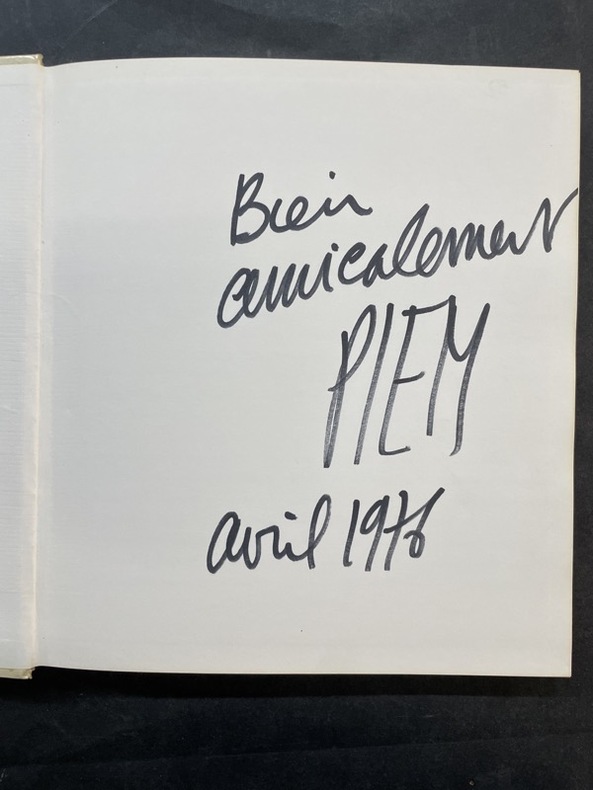 Bien
amicalement
PIEM
avril 1976